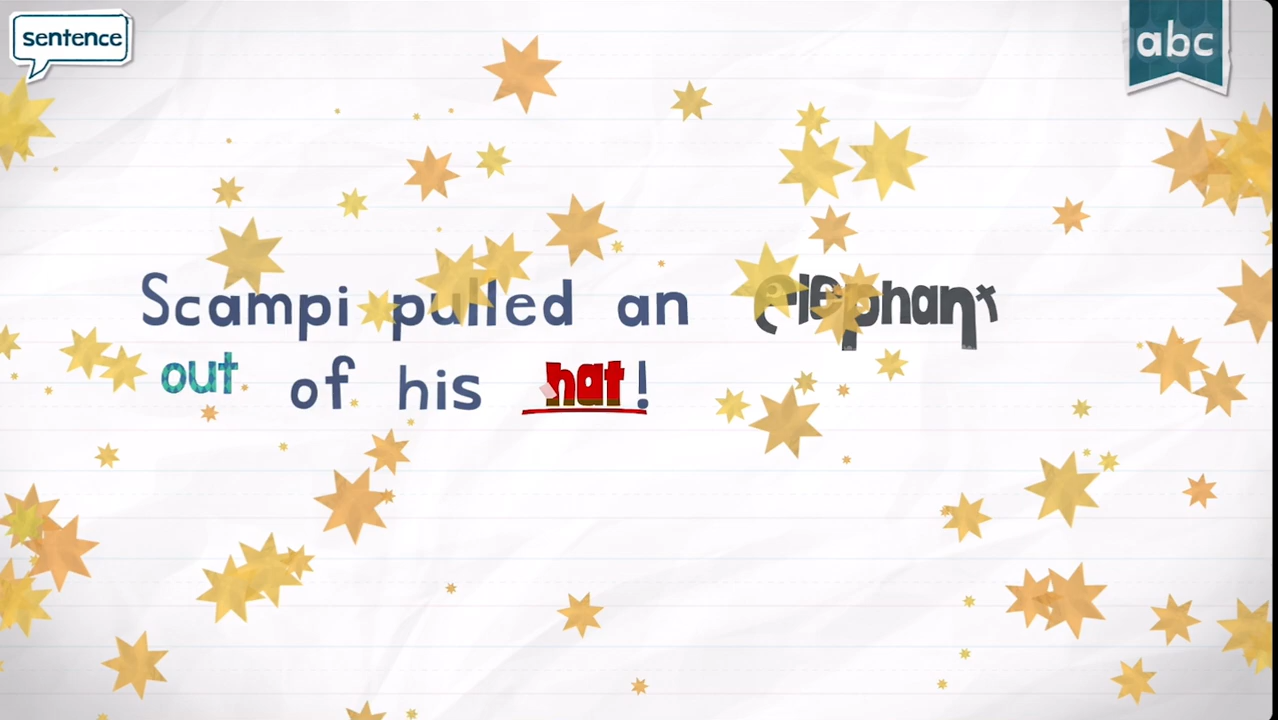 sentence
abc
Scampi pulled an elephant
out of his hat!